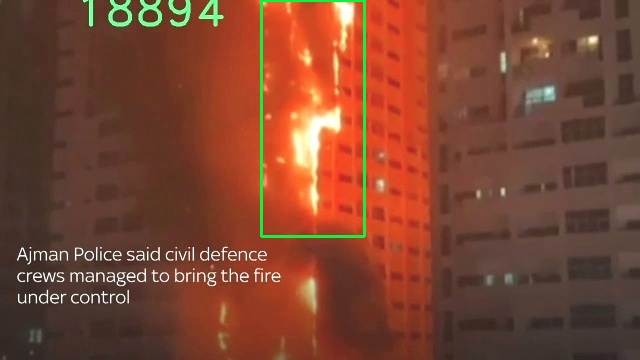 18894
Ajman Police said civil defence
crews managed to bring the fire
under control